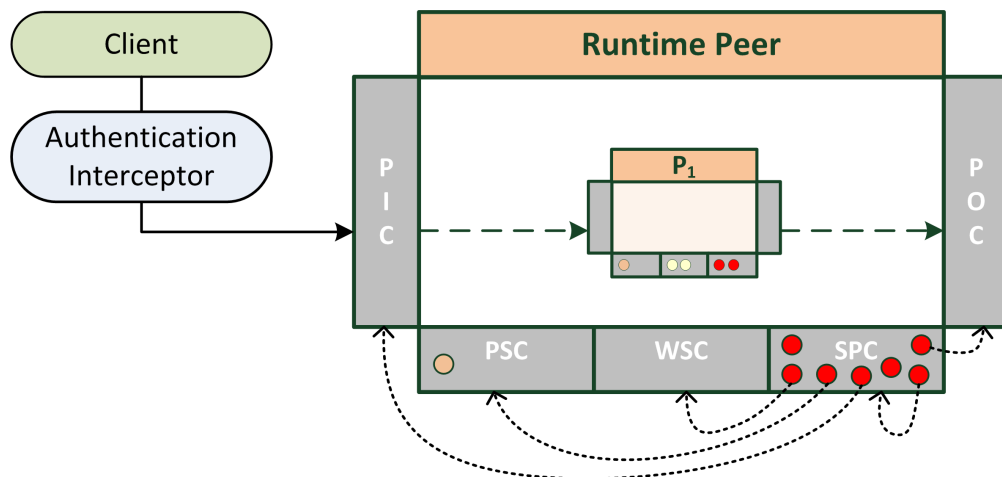 Client
Runtime Peer
Authentication
Interceptor
P
I
C
P₁
P
O
C
PSC
WSC
SPC